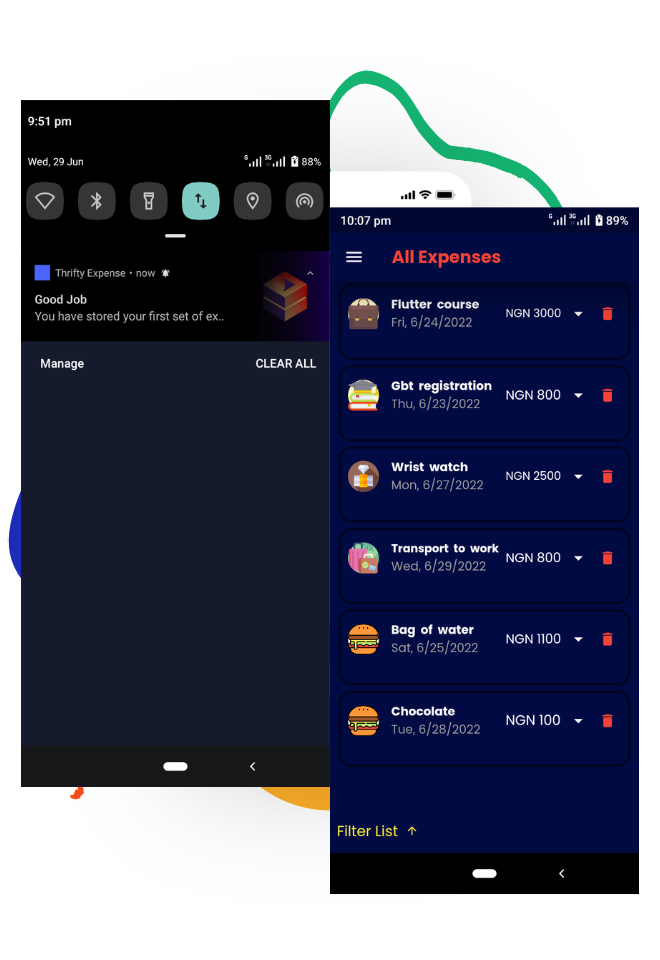 9:51 pm
Wed, 29 Jun
G 3G 88%
Thrifty Expense • now
Good Job
You have stored your first set of ex..
Manage CLEAR ALL
10:07 pm G 3G 89%
All Expenses
Flutter course
Fri, 6/24/2022
NGN 3000
Gbt registration
Thu, 6/23/2022
NGN 800
Wrist watch
Mon, 6/27/2022
NGN 2500
Transport to work
Wed, 6/29/2022
NGN 800
Bag of water
Sat, 6/25/2022
NGN 1100
Chocolate
Tue, 6/28/2022
NGN 100
Filter List